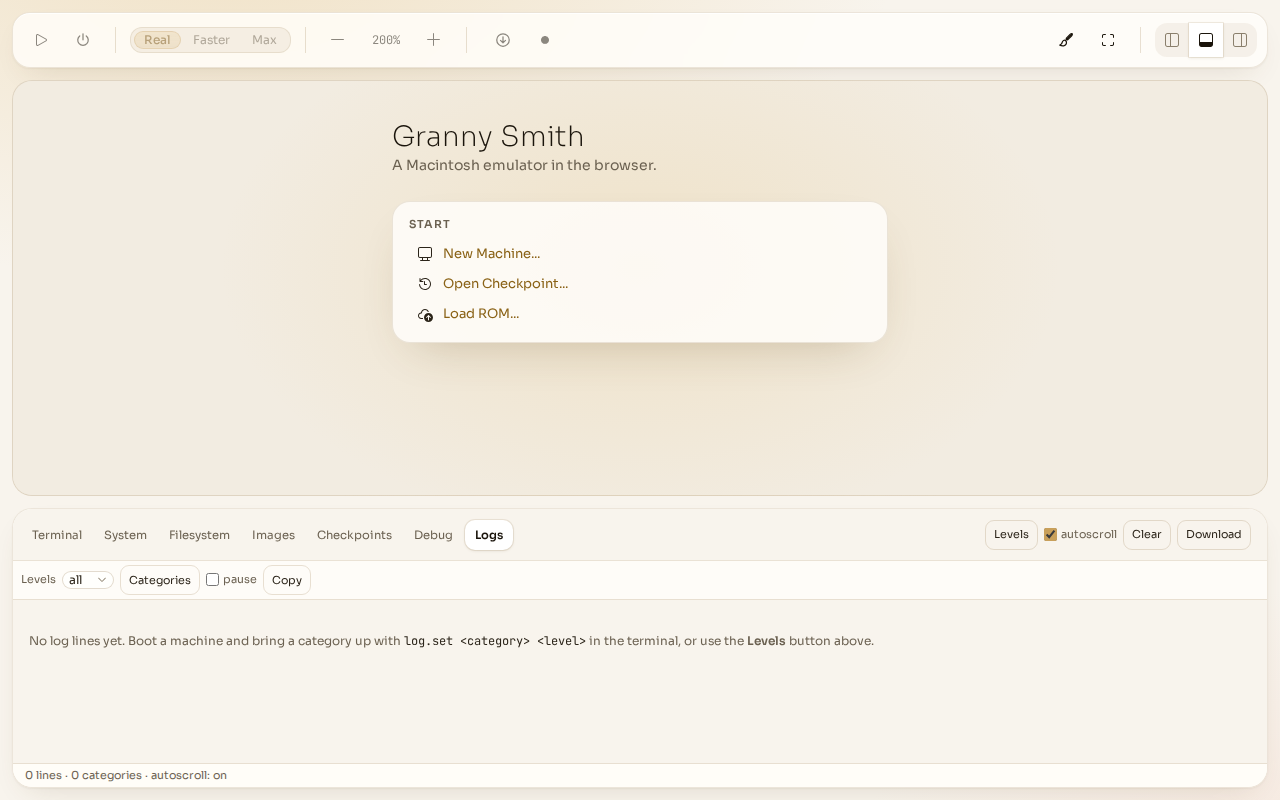 Real Faster Max 200%
Granny Smith
A Macintosh emulator in the browser.
START
New Machine...
Open Checkpoint...
Load ROM...
Terminal System Filesystem Images Checkpoints Debug Logs Levels autoscroll Clear Download
Levels all Categories pause Copy
No log lines yet. Boot a machine and bring a category up with log.set <category> <level> in the terminal, or use the Levels button above.
0 lines · 0 categories · autoscroll: on